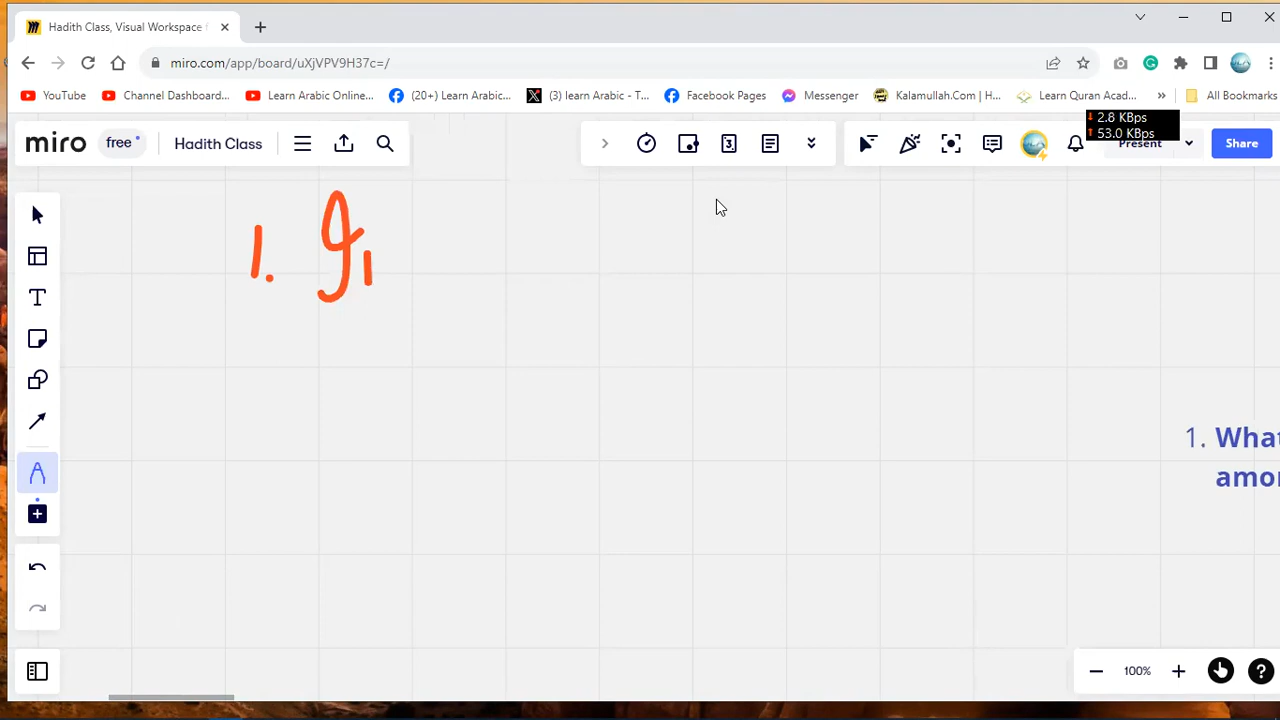 Hadith Class, Visual Workspace f
miro.com/app/board/uXjVPV9H37c=/
YouTube Channel Dashboard... Learn Arabic Online... (20+) Learn Arabic... (3) learn Arabic - T... Facebook Pages Messenger Kalamullah.Com | H... Learn Quran Acad... » All Bookmarks
2.8 KBps
53.0 KBps
miro free Hadith Class Present Share
1.
1. What
amon
100%